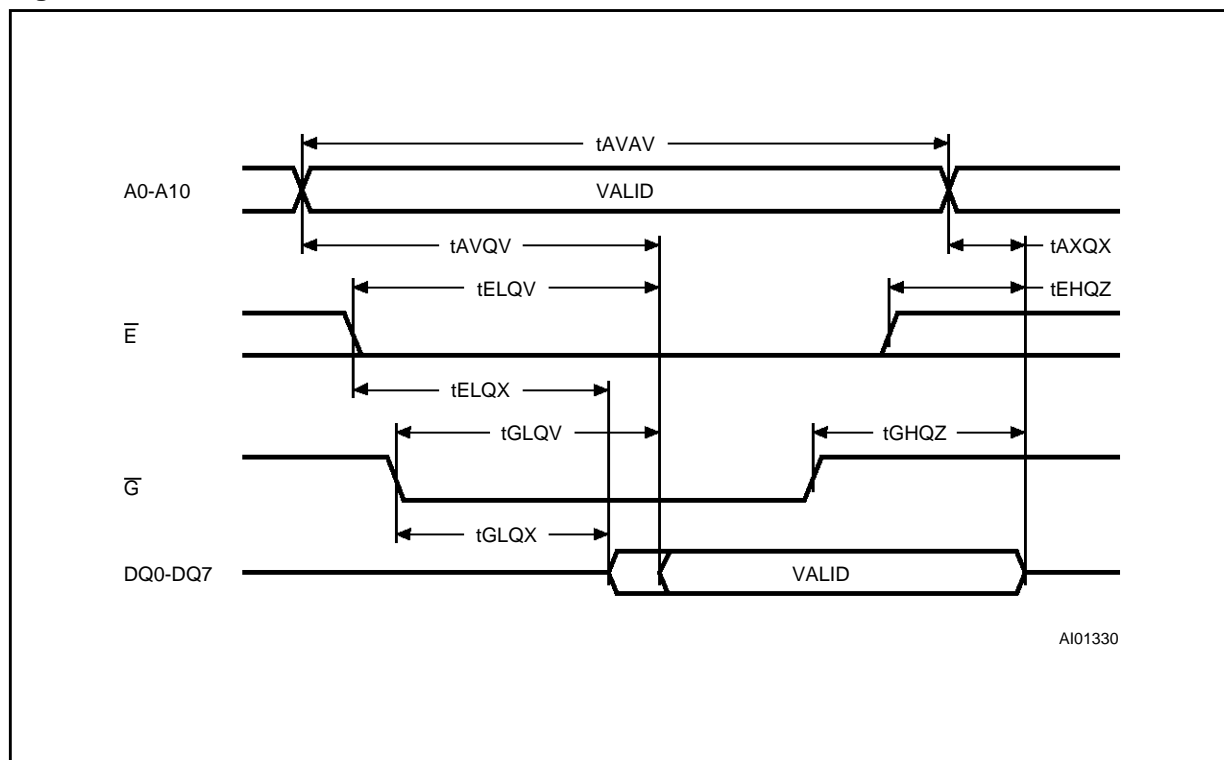 tAVAV
A0-A10 VALID
tAVQV tAXQX
tELQV tEHQZ
E̅
tELQX
tGLQV tGHQZ
G̅
tGLQX
DQ0-DQ7 VALID
AI01330